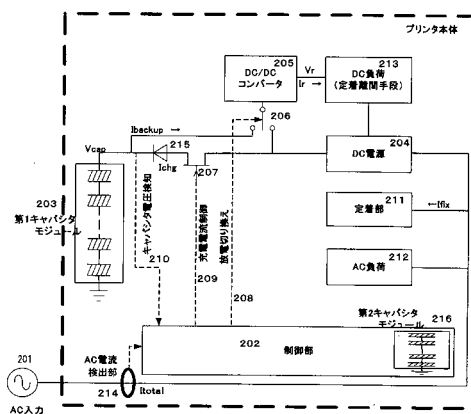 プリンタ本体
205
DC/DC
コンバータ
Vr
Ir →
213
DC負荷
(定着離間手段)
206
Ibackup →
215
Vcap
Ichg
207
204
DC電源
203
第1キャパシタ
モジュール
キャパシタ電圧検知
210
充電電流制御
209
放電切り換え
208
211
定着部
←Ifix
212
AC負荷
第2キャパシタ
モジュール
216
202
制御部
AC電流
検出部
214
Itotal
201
AC入力